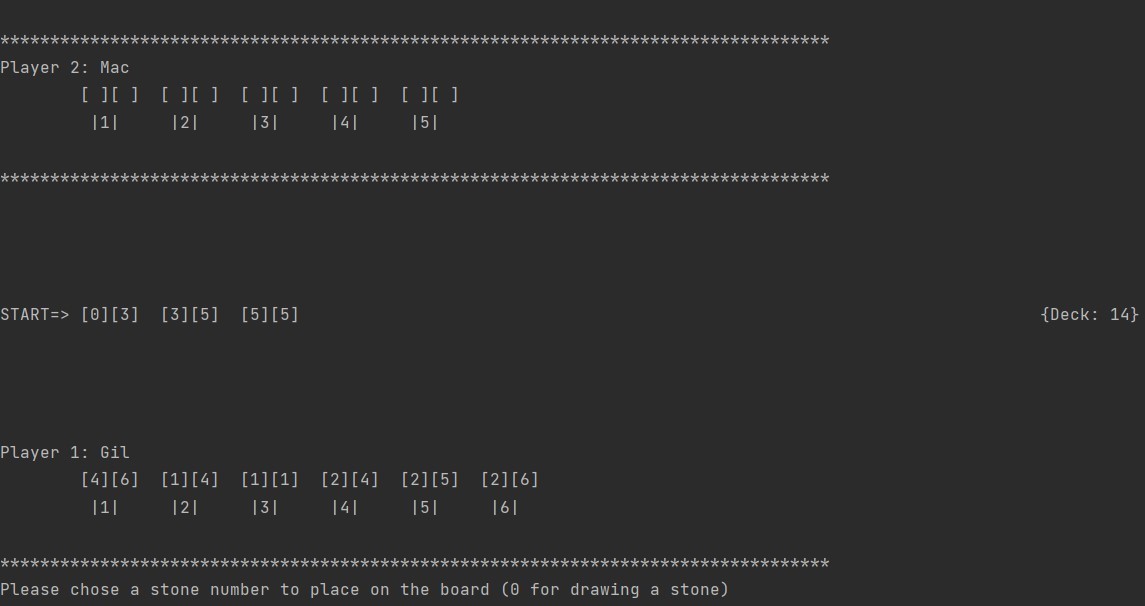 ***********************************************************************************
Player 2: Mac
[ ][ ]  [ ][ ]  [ ][ ]  [ ][ ]  [ ][ ]
|1|     |2|     |3|     |4|     |5|
***********************************************************************************
START=> [0][3]  [3][5]  [5][5] {Deck: 14}
Player 1: Gil
[4][6]  [1][4]  [1][1]  [2][4]  [2][5]  [2][6]
|1|     |2|     |3|     |4|     |5|     |6|
***********************************************************************************
Please chose a stone number to place on the board (0 for drawing a stone)